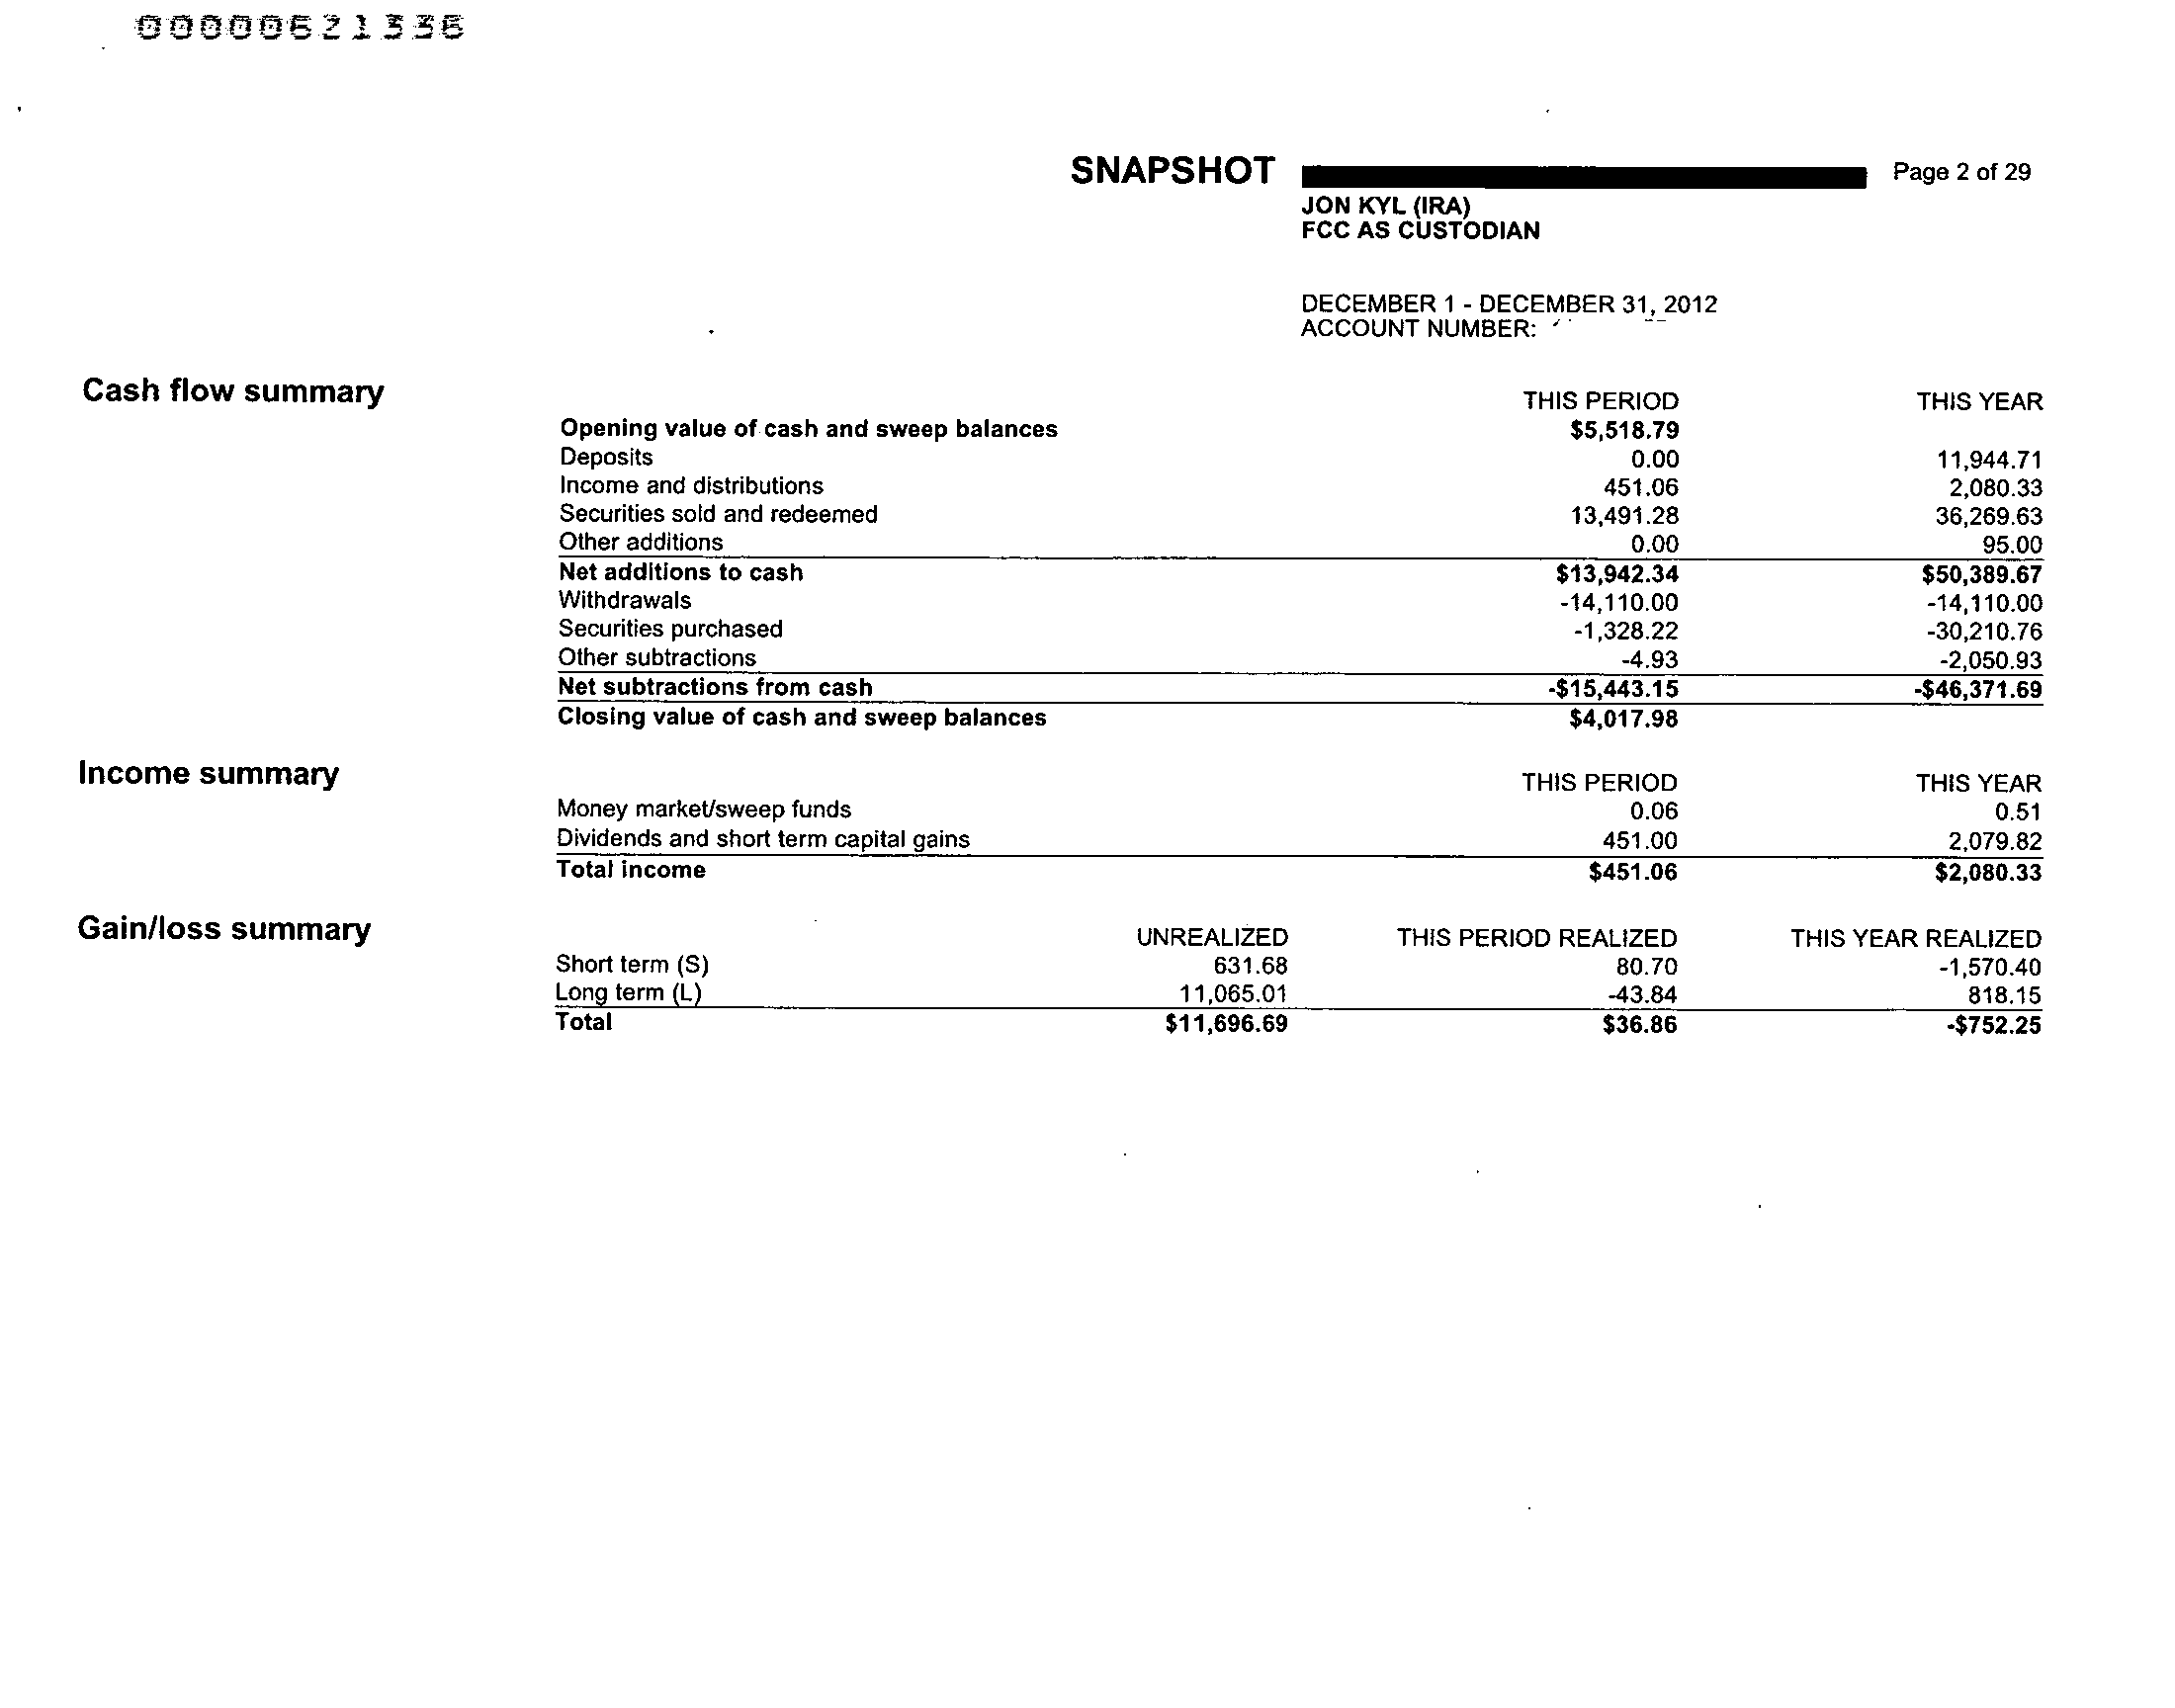 00000621336
SNAPSHOT
Page 2 of 29
JON KYL (IRA)
FCC AS CUSTODIAN
DECEMBER 1 - DECEMBER 31, 2012
ACCOUNT NUMBER:
Cash flow summary
THIS PERIOD THIS YEAR
Opening value of cash and sweep balances $5,518.79
Deposits 0.00 11,944.71
Income and distributions 451.06 2,080.33
Securities sold and redeemed 13,491.28 36,269.63
Other additions 0.00 95.00
Net additions to cash $13,942.34 $50,389.67
Withdrawals -14,110.00 -14,110.00
Securities purchased -1,328.22 -30,210.76
Other subtractions -4.93 -2,050.93
Net subtractions from cash -$15,443.15 -$46,371.69
Closing value of cash and sweep balances $4,017.98
Income summary
THIS PERIOD THIS YEAR
Money market/sweep funds 0.06 0.51
Dividends and short term capital gains 451.00 2,079.82
Total income $451.06 $2,080.33
Gain/loss summary
UNREALIZED THIS PERIOD REALIZED THIS YEAR REALIZED
Short term (S) 631.68 80.70 -1,570.40
Long term (L) 11,065.01 -43.84 818.15
Total $11,696.69 $36.86 -$752.25